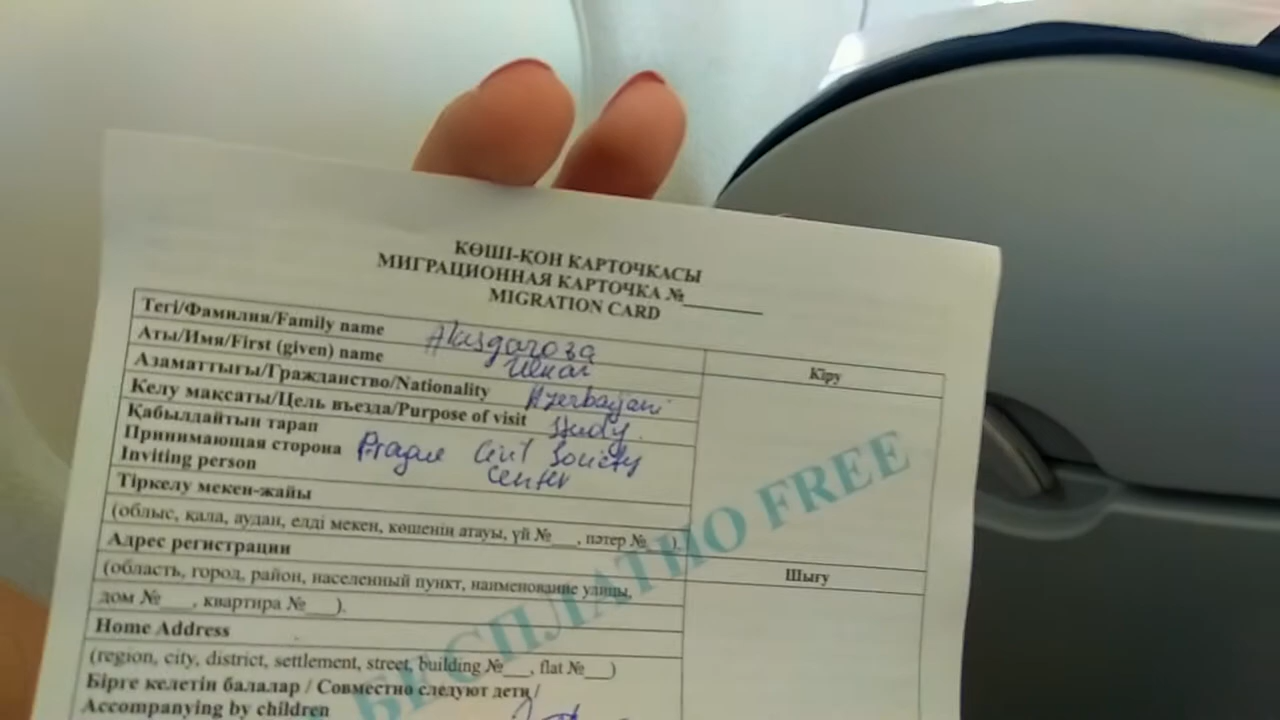 КӨШІ-ҚОН КАРТОЧКАСЫ
МИГРАЦИОННАЯ КАРТОЧКА №________
MIGRATION CARD
Тегі/Фамилия/Family name
Аты/Имя/First (given) name
Азаматтығы/Гражданство/Nationality Azerbaijani
Келу мақсаты/Цель въезда/Purpose of visit Study
Қабылдайтын тарап
Принимающая сторона Prague Civil Society
Inviting person Center
Тіркелу мекен-жайы
(облыс, қала, аудан, елді мекен, көшенің атауы, үй №___, пәтер №___).
Адрес регистрации
(область, город, район, населенный пункт, наименование улицы,
дом №___, квартира №___).
Home Address
(region, city, district, settlement, street, building №___, flat №___)
Бірге келетін балалар / Совместно следуют дети/
Accompanying by children
Кіру
Шығу
БЕСПЛАТНО FREE